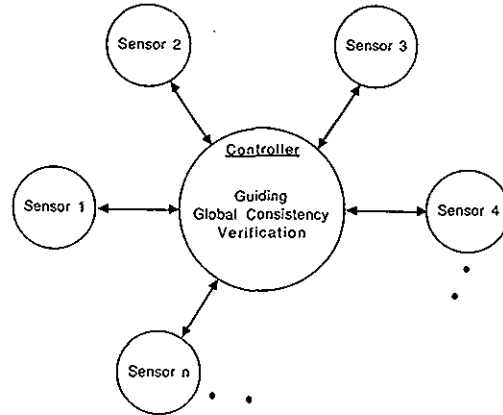 Sensor 2
Sensor 3
Controller
Guiding
Global Consistency
Verification
Sensor 1
Sensor 4
Sensor n